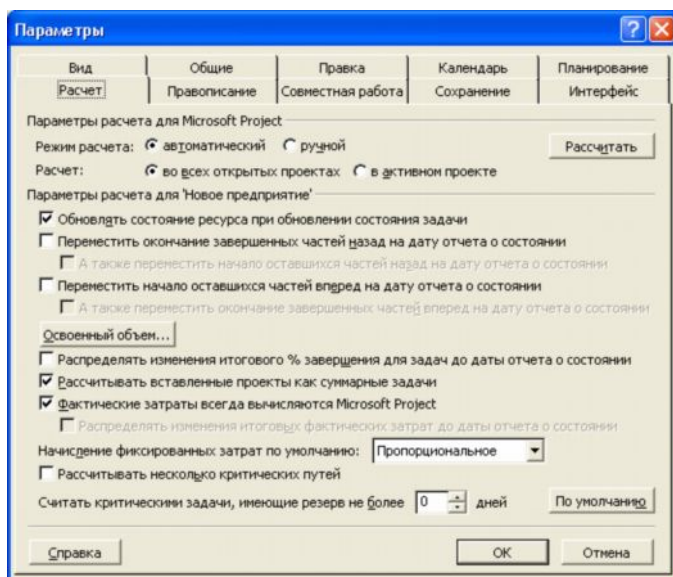 Параметры
Вид Общие Правка Календарь Планирование
Расчет Правописание Совместная работа Сохранение Интерфейс
Параметры расчета для Microsoft Project
Режим расчета: автоматический ручной Рассчитать
Расчет: во всех открытых проектах в активном проекте
Параметры расчета для 'Новое предприятие'
Обновлять состояние ресурса при обновлении состояния задачи
Переместить окончание завершенных частей назад на дату отчета о состоянии
А также переместить начало оставшихся частей назад на дату отчета о состоянии
Переместить начало оставшихся частей вперед на дату отчета о состоянии
А также переместить окончание завершенных частей вперед на дату отчета о состоянии
Освоенный объем...
Распределять изменения итогового % завершения для задач до даты отчета о состоянии
Рассчитывать вставленные проекты как суммарные задачи
Фактические затраты всегда вычисляются Microsoft Project
Распределять изменения итоговых фактических затрат до даты отчета о состоянии
Начисление фиксированных затрат по умолчанию: Пропорциональное
Рассчитывать несколько критических путей
Считать критическими задачи, имеющие резерв не более 0 дней По умолчанию
Справка ОК Отмена